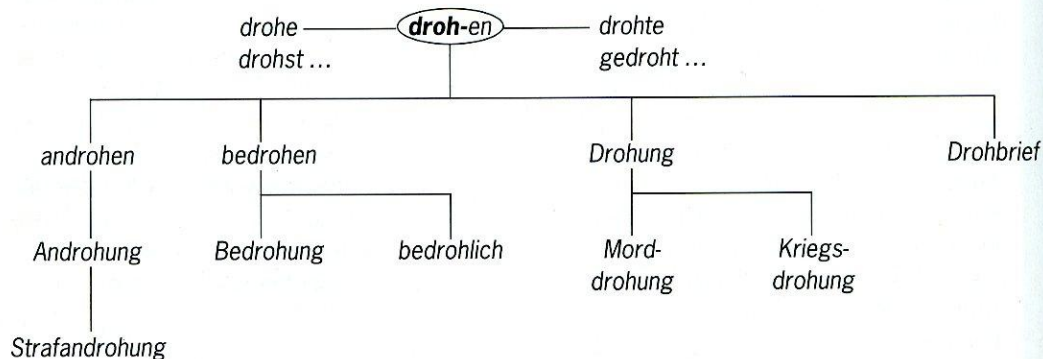 drohe droh-en drohte
drohst ... gedroht ...
androhen bedrohen Drohung Drohbrief
Androhung Bedrohung bedrohlich Mord- Kriegs-
drohung drohung
Strafandrohung